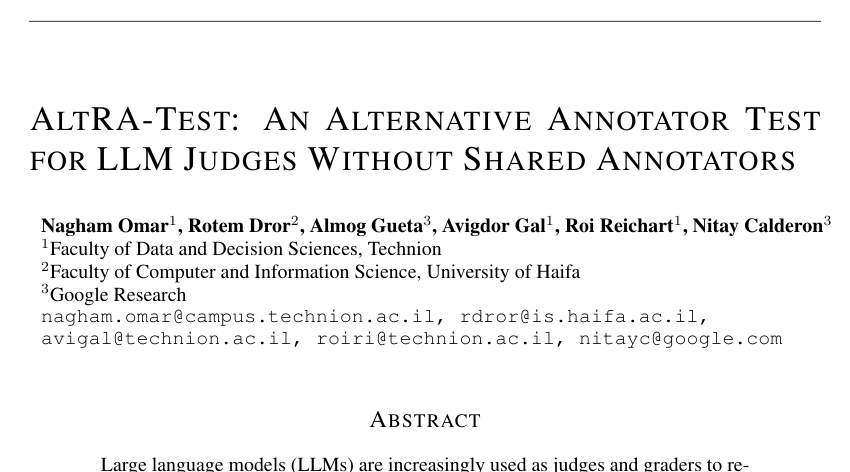 ALTRA-TEST: AN ALTERNATIVE ANNOTATOR TEST
FOR LLM JUDGES WITHOUT SHARED ANNOTATORS
Nagham Omar¹, Rotem Dror², Almog Gueta³, Avigdor Gal¹, Roi Reichart¹, Nitay Calderon³
¹Faculty of Data and Decision Sciences, Technion
²Faculty of Computer and Information Science, University of Haifa
³Google Research
nagham.omar@campus.technion.ac.il, rdror@is.haifa.ac.il,
avigal@technion.ac.il, roiri@technion.ac.il, nitayc@google.com
ABSTRACT
Large language models (LLMs) are increasingly used as judges and graders to re-